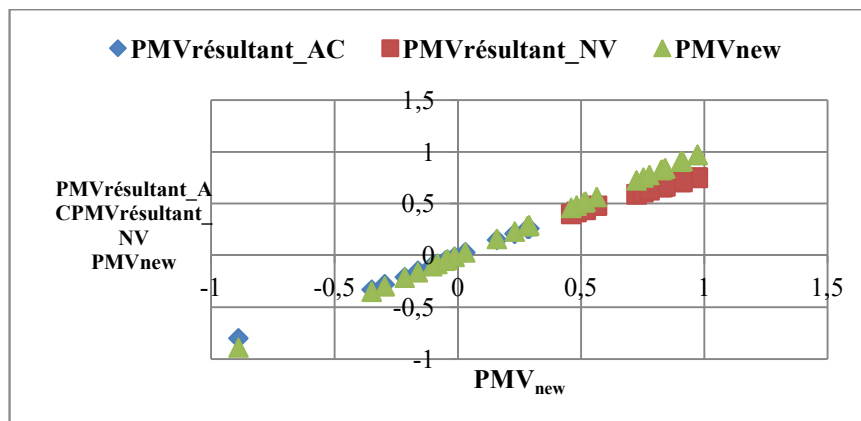 PMVrésultant_AC PMVrésultant_NV PMVnew
1,5
1
0,5
0
-0,5
-1
PMVrésultant_A
CPMVrésultant_
NV
PMVnew
-1 -0,5 0 0,5 1 1,5
PMVnew